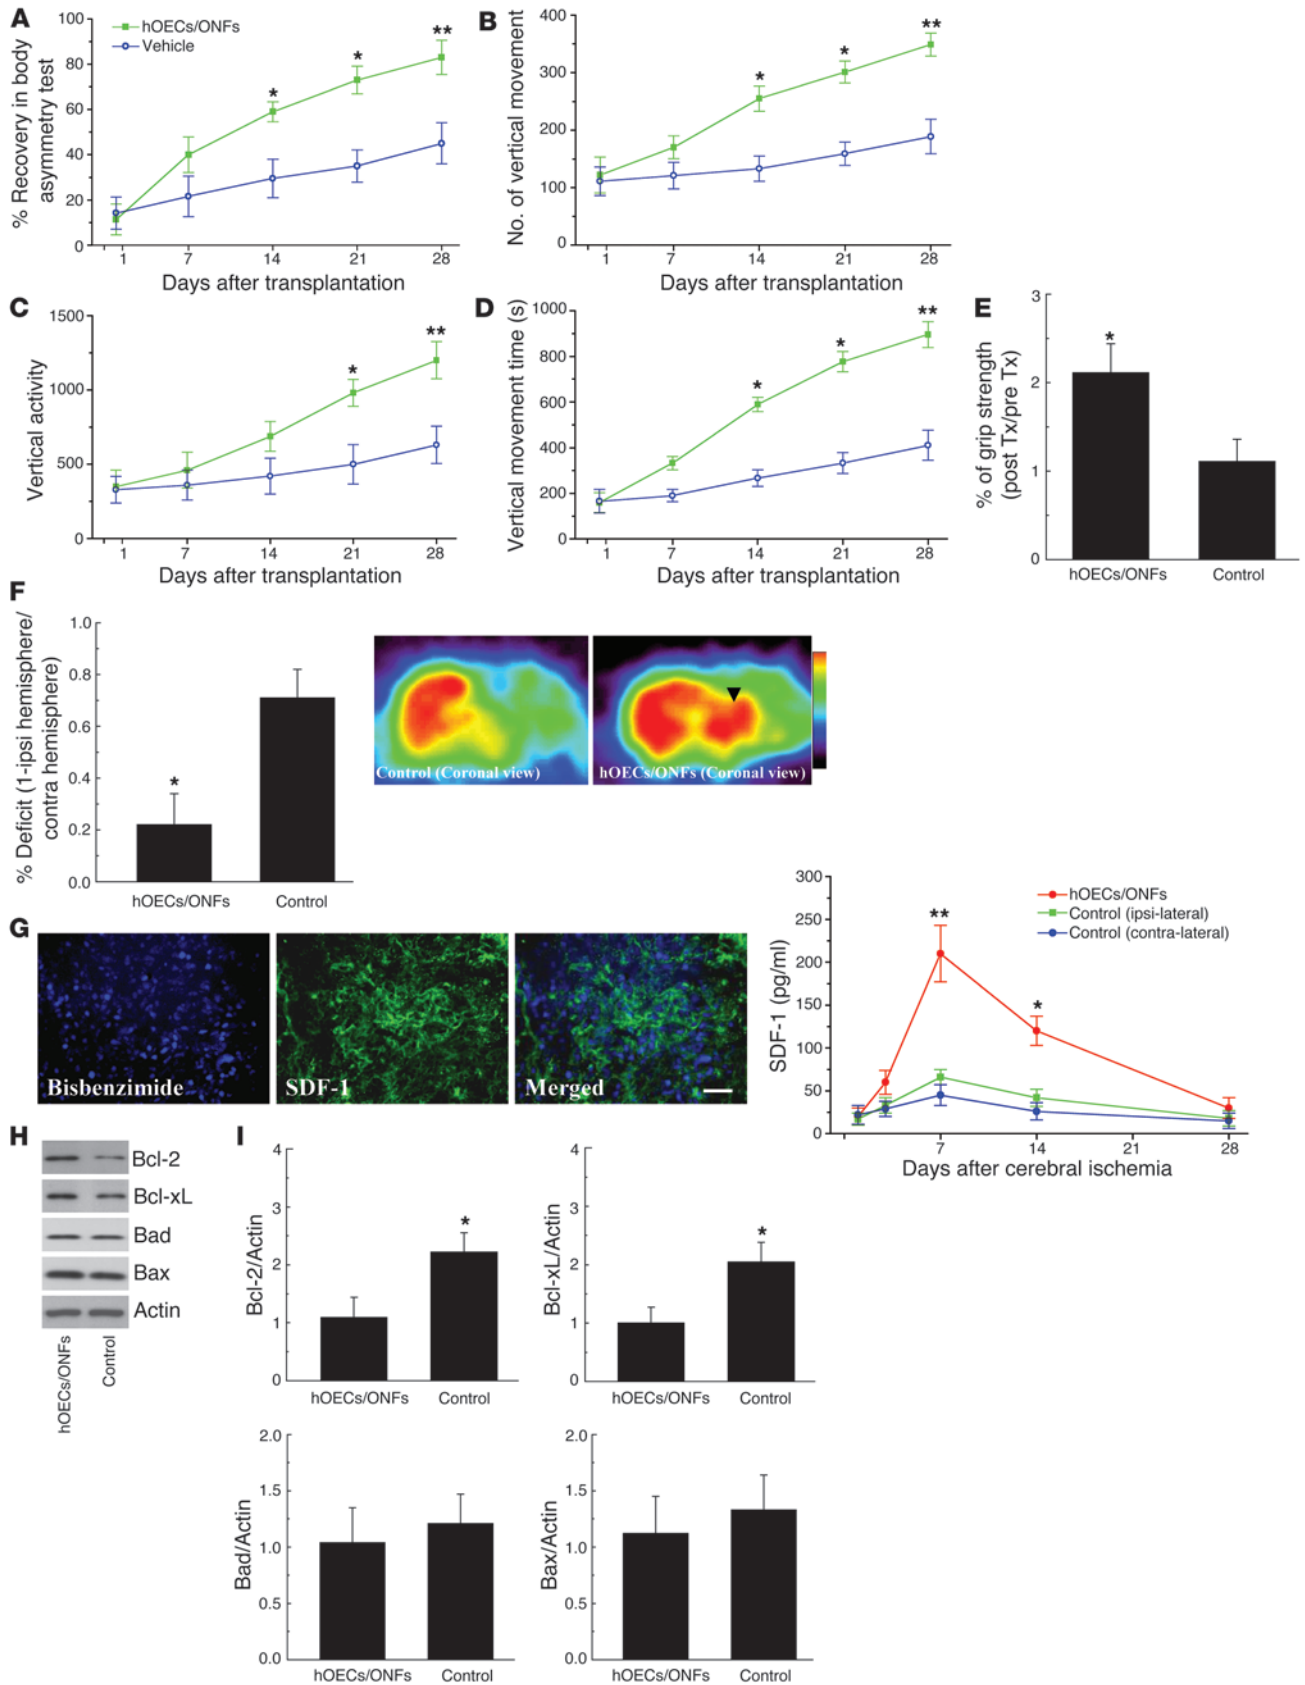 A
% Recovery in body
asymmetry test
100
80
60
40
20
0
hOECs/ONFs
Vehicle
*
*
**
1 7 14 21 28
Days after transplantation
B
No. of vertical movement
400
300
200
100
0
*
*
**
1 7 14 21 28
Days after transplantation
C
Vertical activity
1500
1000
500
0
*
**
1 7 14 21 28
Days after transplantation
D
Vertical movement time (s)
1000
800
600
400
200
0
*
*
**
1 7 14 21 28
Days after transplantation
E
% of grip strength
(post Tx/pre Tx)
3
2
1
0
*
hOECs/ONFs Control
F
% Deficit (1-ipsi hemisphere/
contra hemisphere)
1.0
0.8
0.6
0.4
0.2
0.0
*
hOECs/ONFs Control
Control (Coronal view)
hOECs/ONFs (Coronal view)
G
Bisbenzimide
SDF-1
Merged
SDF-1 (pg/ml)
300
250
200
150
100
50
0
hOECs/ONFs
Control (ipsi-lateral)
Control (contra-lateral)
**
*
7 14 21 28
Days after cerebral ischemia
H
Bcl-2
Bcl-xL
Bad
Bax
Actin
hOECs/ONFs
Control
I
Bcl-2/Actin
4
3
2
1
0
*
hOECs/ONFs Control
Bcl-xL/Actin
4
3
2
1
0
*
hOECs/ONFs Control
Bad/Actin
2.0
1.5
1.0
0.5
0.0
hOECs/ONFs Control
Bax/Actin
2.0
1.5
1.0
0.5
0.0
hOECs/ONFs Control